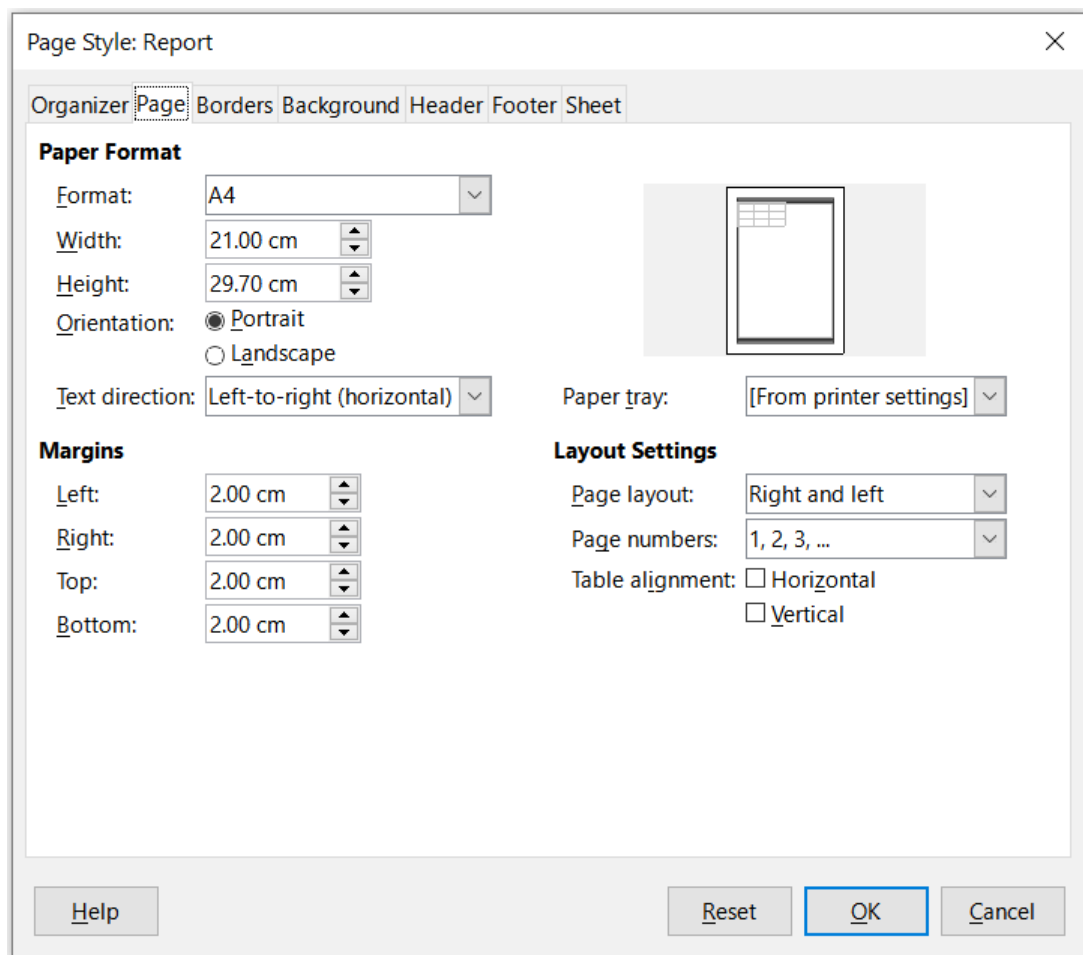 Page Style: Report
Organizer Page Borders Background Header Footer Sheet
Paper Format
Format: A4
Width: 21.00 cm
Height: 29.70 cm
Orientation: Portrait
Landscape
Text direction: Left-to-right (horizontal) Paper tray: [From printer settings]
Margins Layout Settings
Left: 2.00 cm Page layout: Right and left
Right: 2.00 cm Page numbers: 1, 2, 3, ...
Top: 2.00 cm Table alignment: Horizontal
Bottom: 2.00 cm Vertical
Help Reset OK Cancel